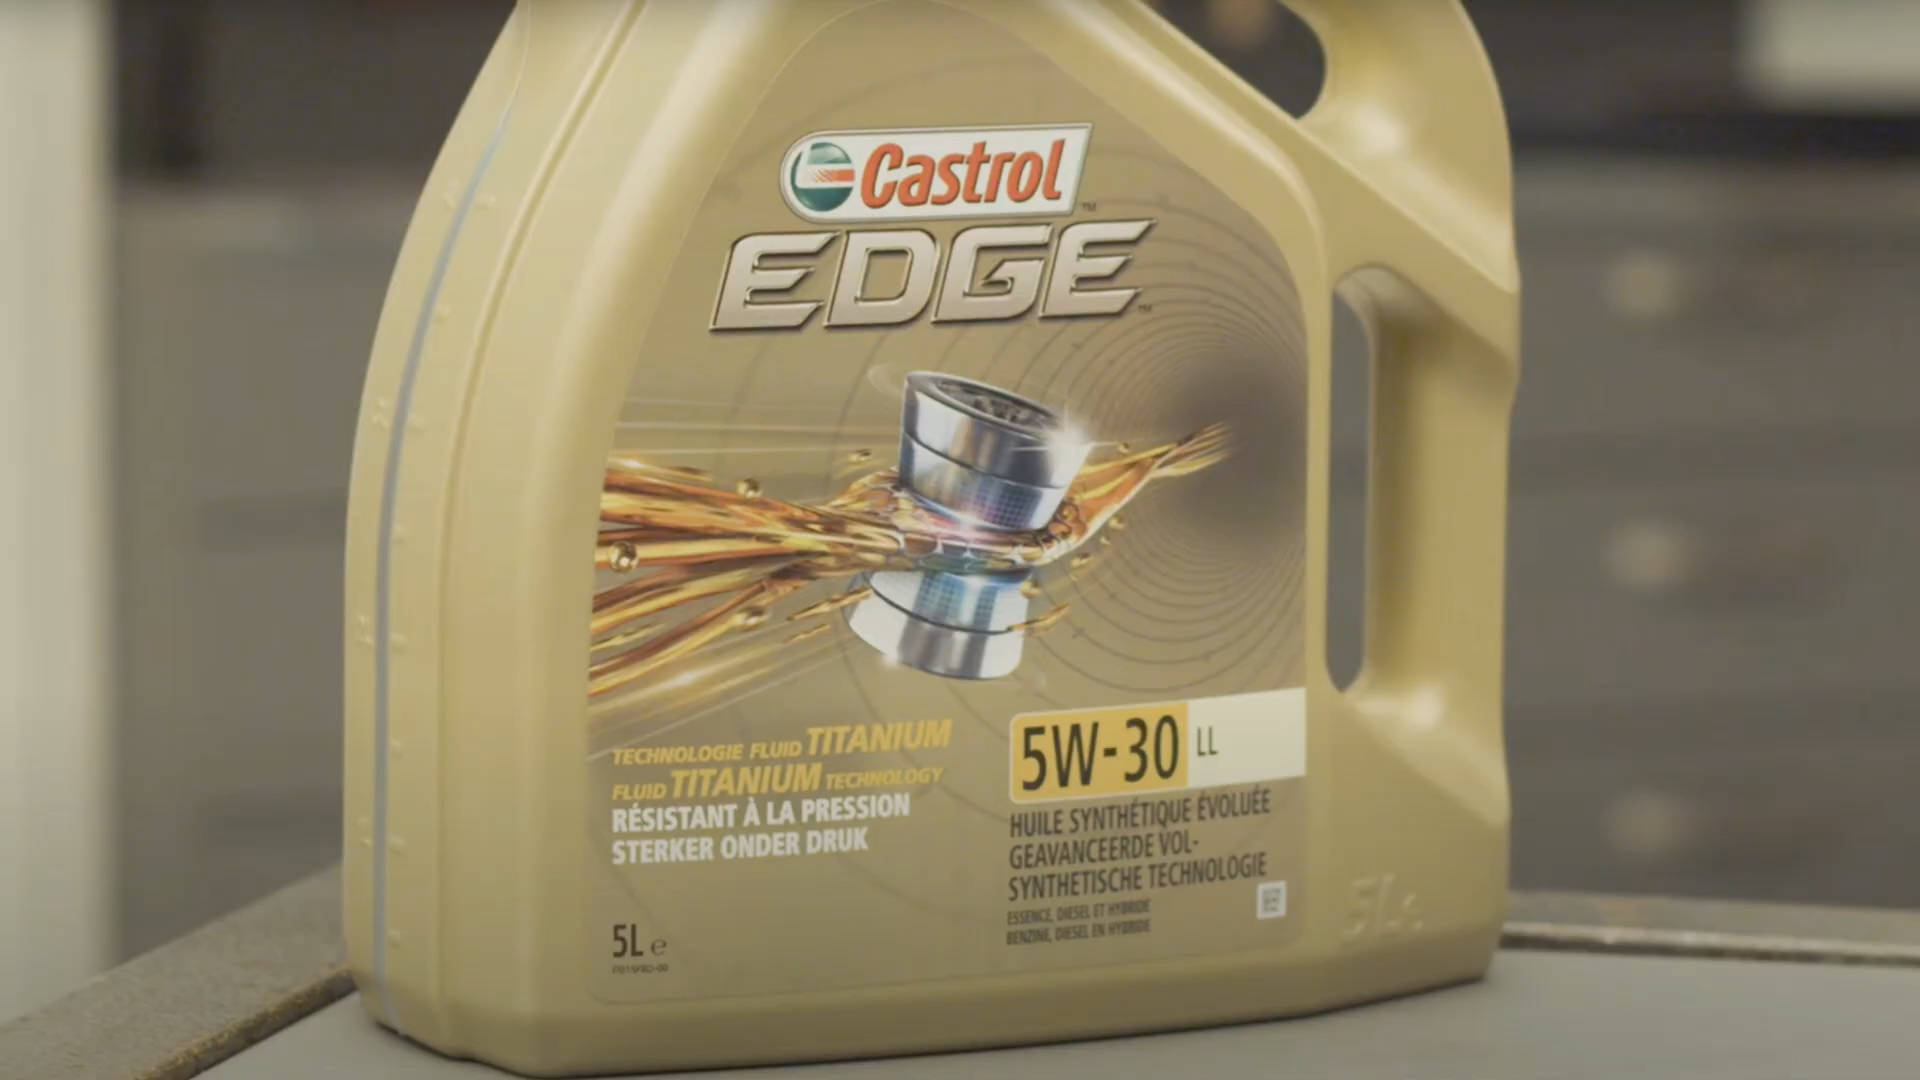 Castrol
EDGE
TECHNOLOGIE FLUID TITANIUM
FLUID TITANIUM TECHNOLOGY
RÉSISTANT À LA PRESSION
STERKER ONDER DRUK
5L e
5W-30 LL
HUILE SYNTHÉTIQUE ÉVOLUÉE
GEAVANCEERDE VOL-
SYNTHETISCHE TECHNOLOGIE
ESSENCE, DIESEL ET HYBRIDE
BENZINE, DIESEL EN HYBRIDE